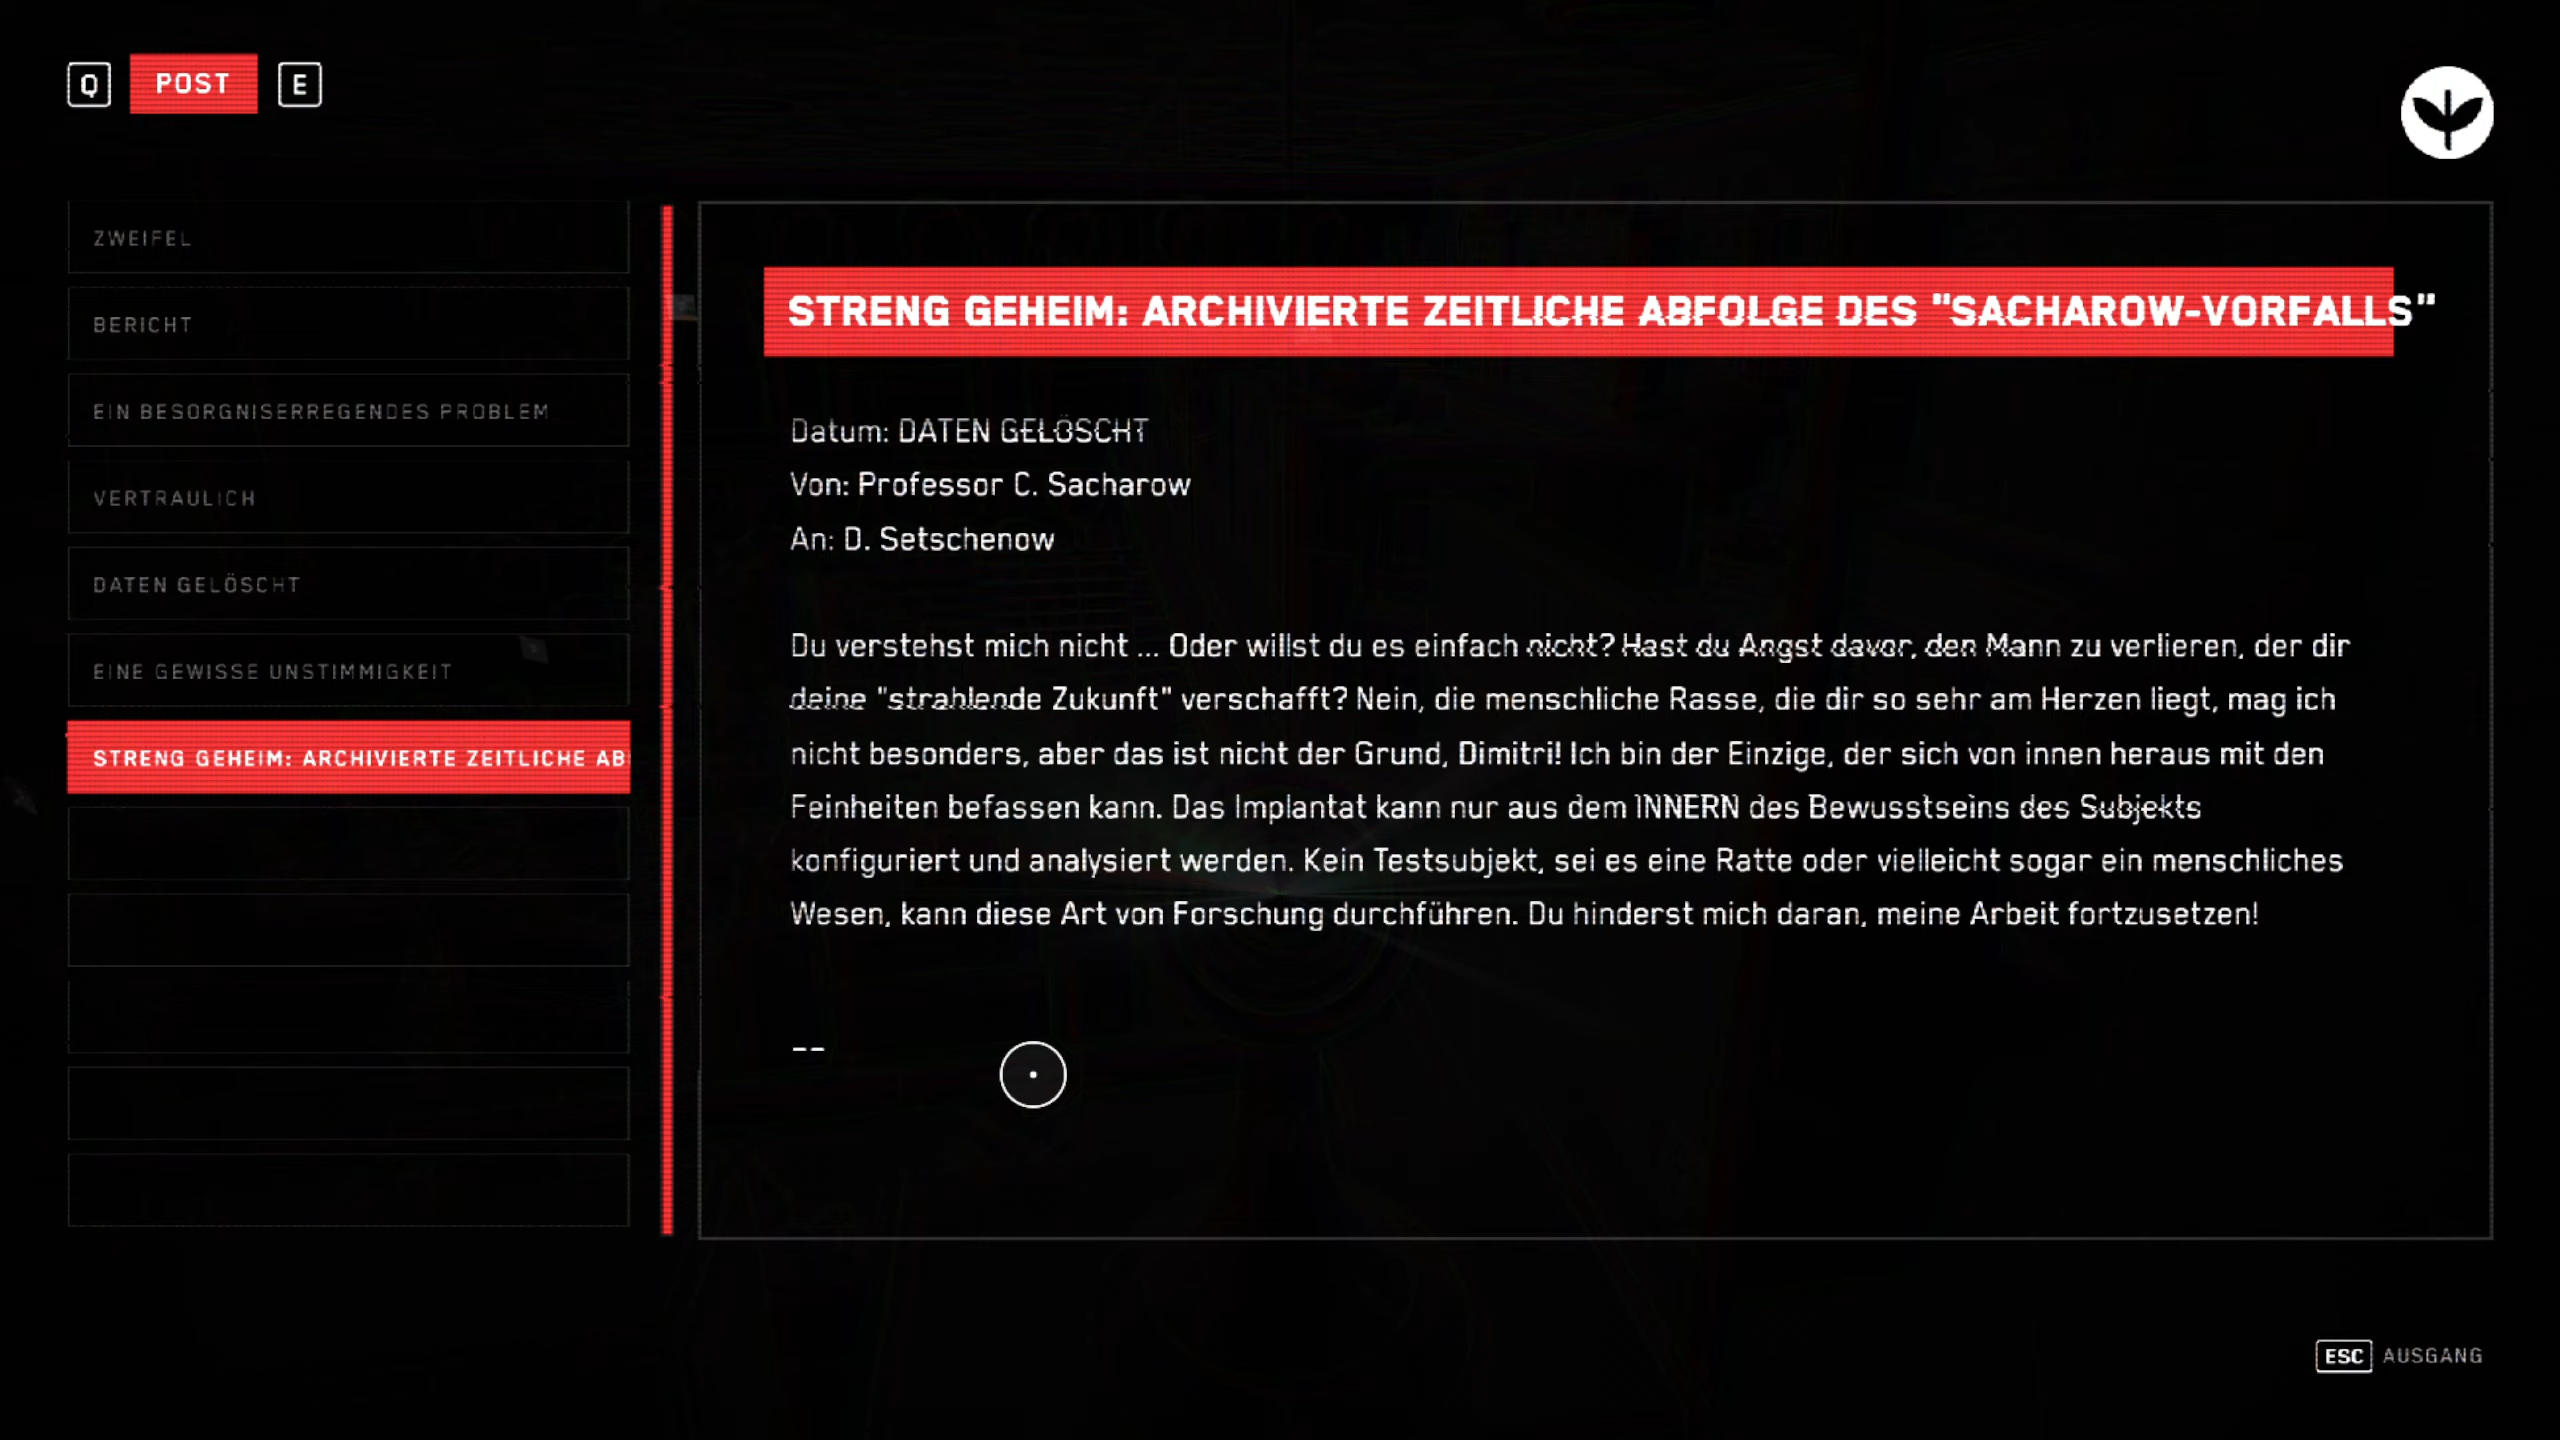 Q POST E
ZWEIFEL
BERICHT
EIN BESORGNISERREGENDES PROBLEM
VERTRAULICH
DATEN GELÖSCHT
EINE GEWISSE UNSTIMMIGKEIT
STRENG GEHEIM: ARCHIVIERTE ZEITLICHE AB
STRENG GEHEIM: ARCHIVIERTE ZEITLICHE ABFOLGE DES "SACHAROW-VORFALLS"
Datum: DATEN GELÖSCHT
Von: Professor C. Sacharow
An: D. Setschenow
Du verstehst mich nicht ... Oder willst du es einfach nicht? Hast du Angst davor, den Mann zu verlieren, der dir
deine "strahlende Zukunft" verschafft? Nein, die menschliche Rasse, die dir so sehr am Herzen liegt, mag ich
nicht besonders, aber das ist nicht der Grund, Dimitri! Ich bin der Einzige, der sich von innen heraus mit den
Feinheiten befassen kann. Das Implantat kann nur aus dem INNERN des Bewusstseins des Subjekts
konfiguriert und analysiert werden. Kein Testsubjekt, sei es eine Ratte oder vielleicht sogar ein menschliches
Wesen, kann diese Art von Forschung durchführen. Du hinderst mich daran, meine Arbeit fortzusetzen!
--
ESC AUSGANG